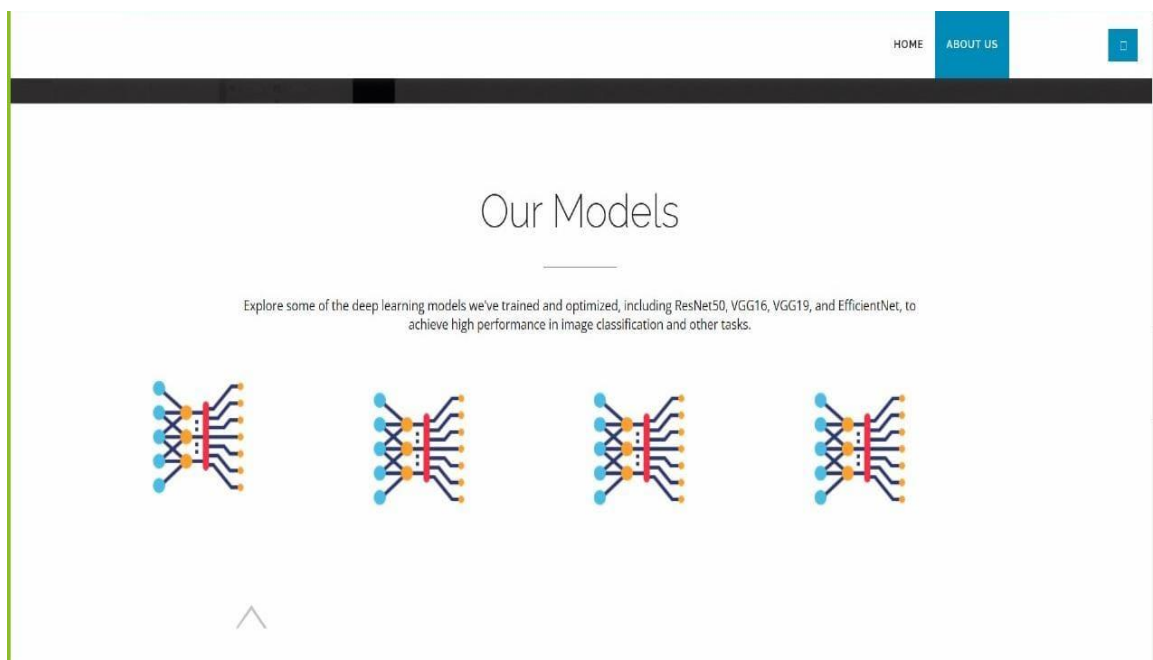 HOME ABOUT US
Our Models
Explore some of the deep learning models we've trained and optimized, including ResNet50, VGG16, VGG19, and EfficientNet, to
achieve high performance in image classification and other tasks.